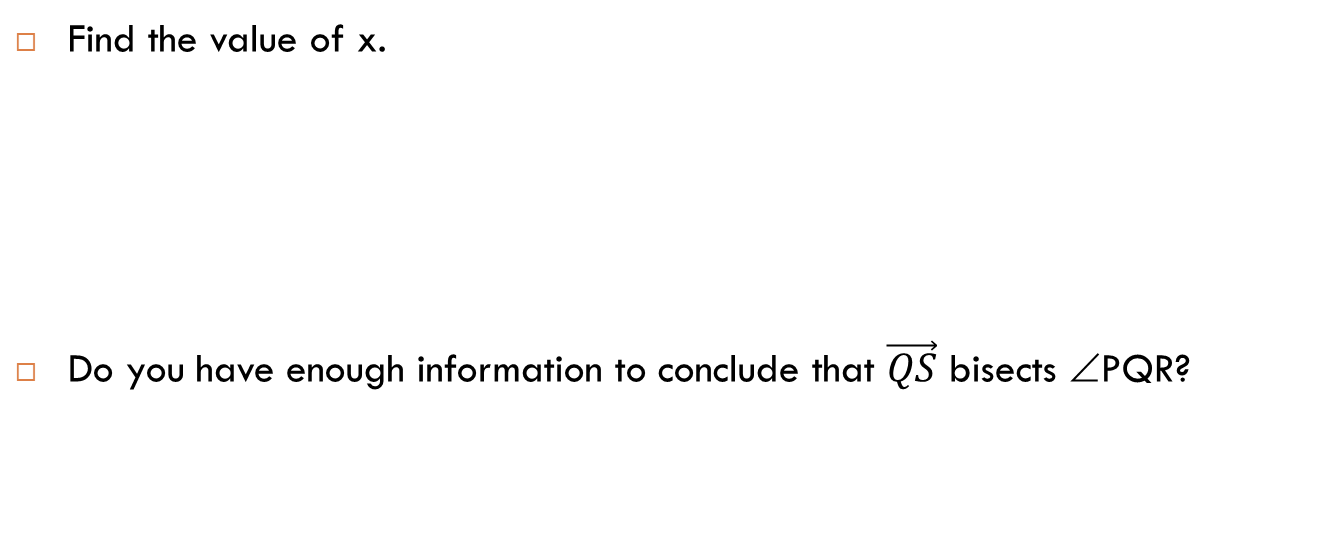 Find the value of x.
Do you have enough information to conclude that $\overrightarrow{QS}$ bisects ∠PQR?